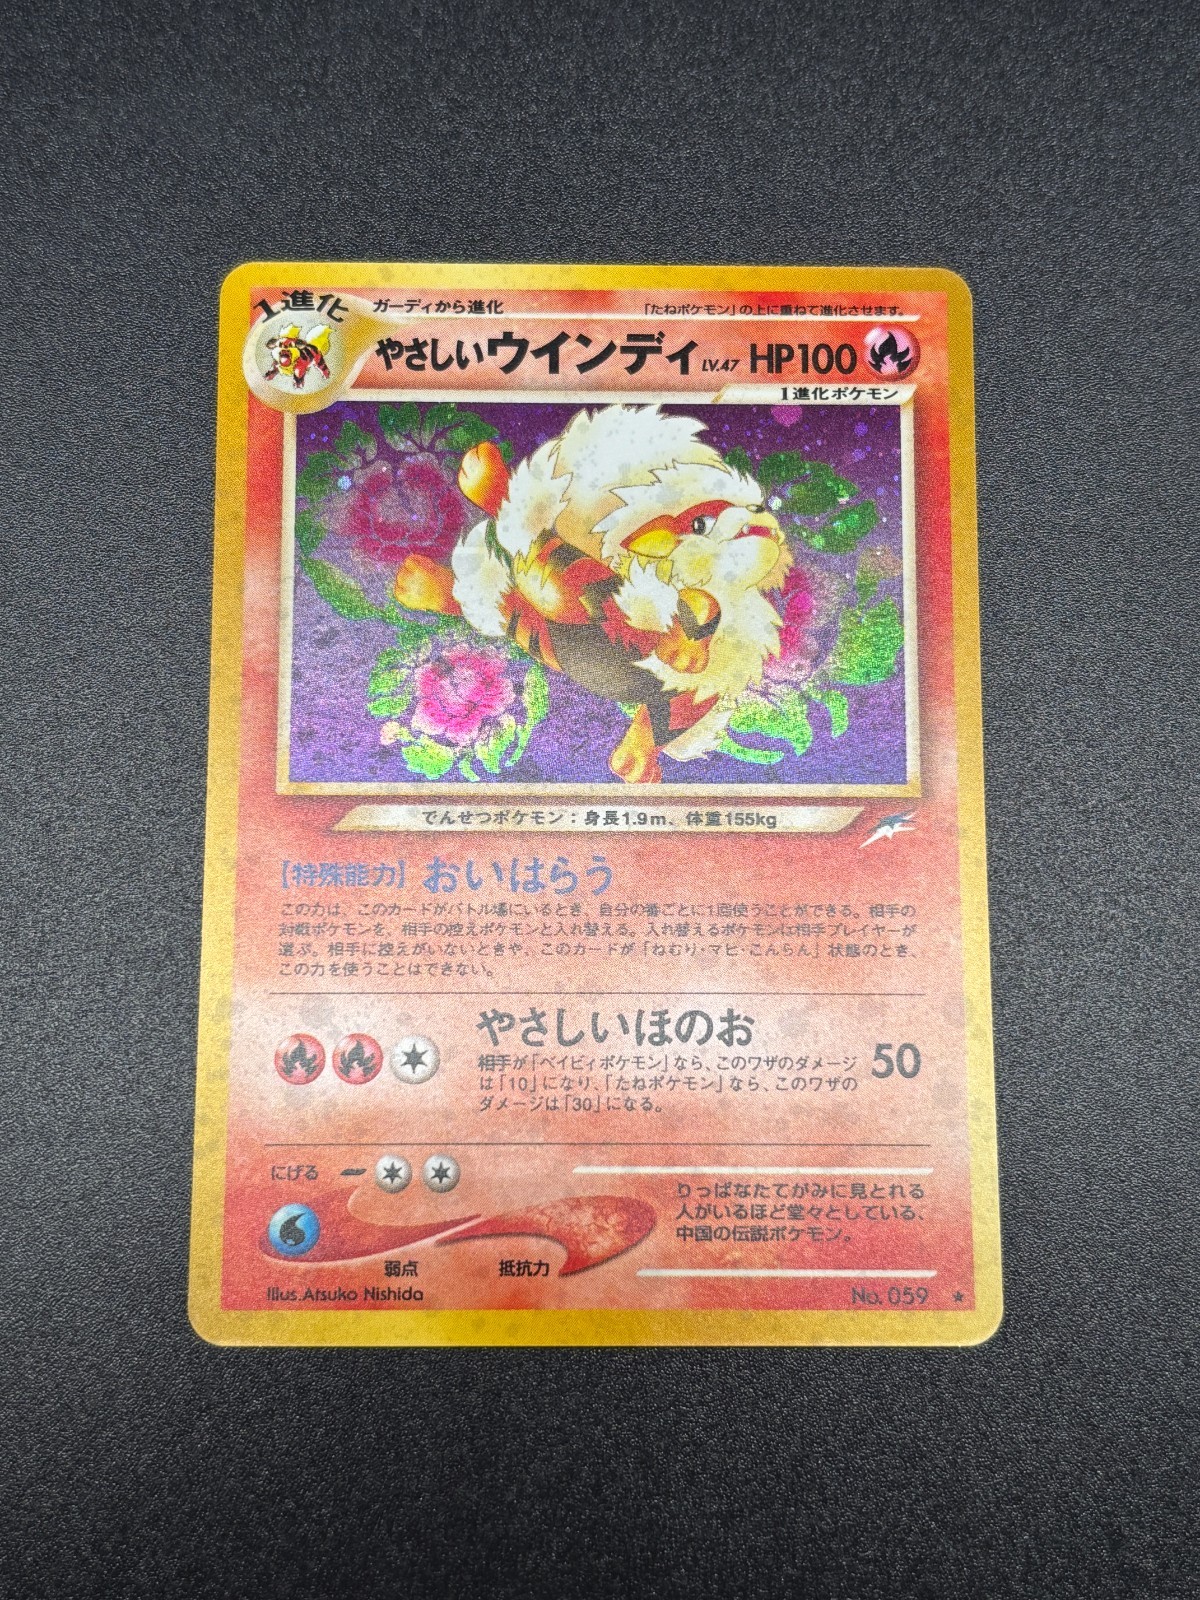 1進化
ガーディから進化
「たねポケモン」の上に重ねて進化させます。
やさしいウインディ LV.47 HP100
1進化ポケモン
でんせつポケモン：身長1.9m、体重155kg
[特殊能力] おいはらう
この力は、このカードがバトル場にいるとき、自分の番ごとに1回使うことができる。相手の
対戦ポケモンを、相手の控えポケモンと入れ替える。入れ替えるポケモンは相手プレイヤーが
選ぶ。相手に控えがいないときや、このカードが「ねむり・マヒ・こんらん」状態のとき、
この力を使うことはできない。
やさしいほのお
相手が「ベイビィポケモン」なら、このワザのダメージ
は「10」になり、「たねポケモン」なら、このワザの
ダメージは「30」になる。
50
にげる
りっぱなたてがみに見とれる
人がいるほど堂々としている、
中国の伝説ポケモン。
弱点
抵抗力
Illus.Atsuko Nishida
No. 059